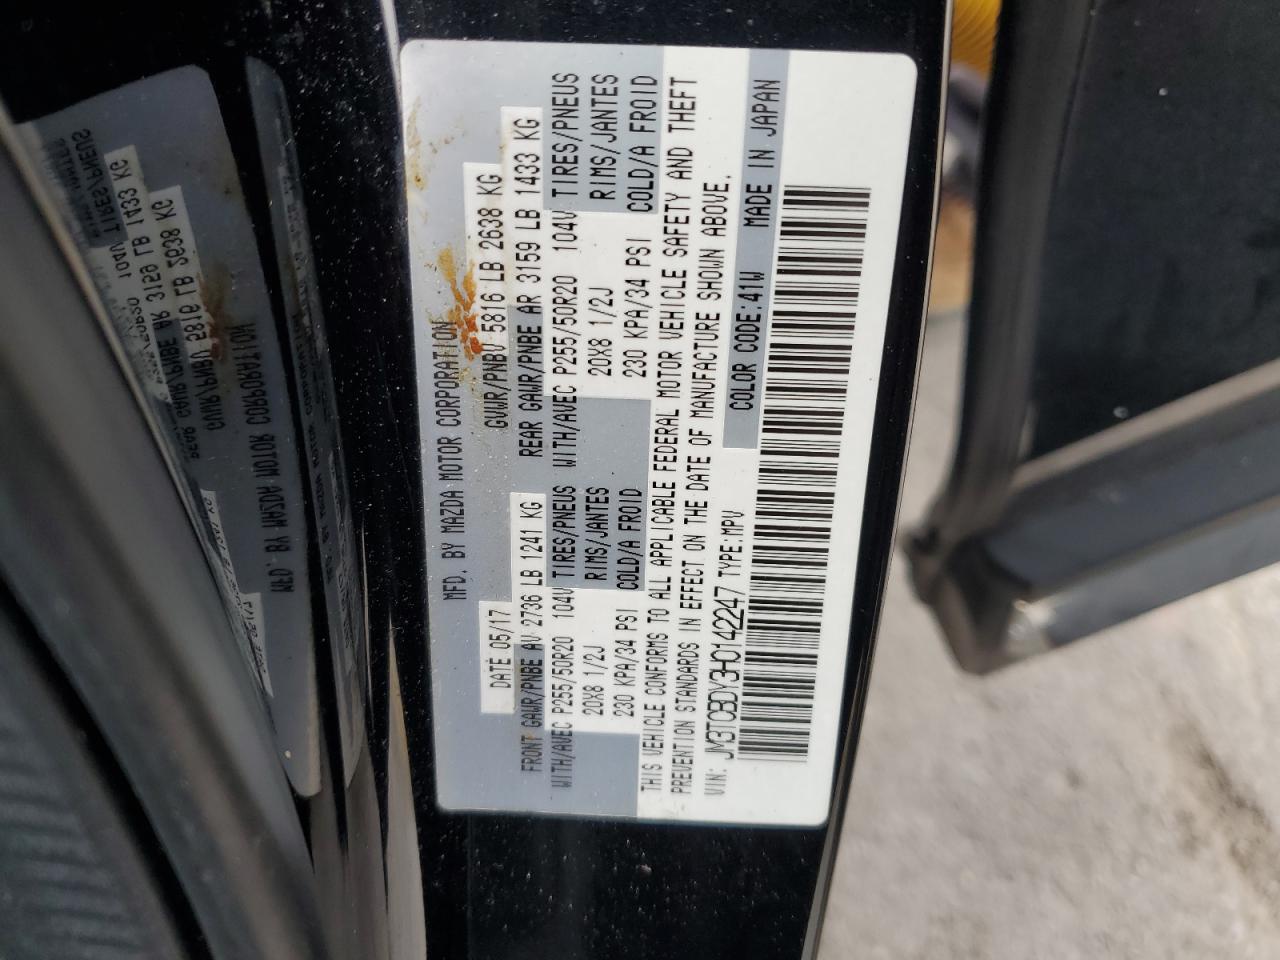 MFD. BY MAZDA MOTOR CORPORATION
DATE 05/17 GVWR/PNBV 5816 LB 2638 KG
FRONT GAWR/PNBE AV 2736 LB 1241 KG REAR GAWR/PNBE AR 3159 LB 1433 KG
WITH/AVEC P255/50R20 104V TIRES/PNEUS WITH/AVEC P255/50R20 104V TIRES/PNEUS
20X8 1/2J RIMS/JANTES 20X8 1/2J RIMS/JANTES
230 KPA/34 PSI COLD/A FROID 230 KPA/34 PSI COLD/A FROID
THIS VEHICLE CONFORMS TO ALL APPLICABLE FEDERAL MOTOR VEHICLE SAFETY AND THEFT
PREVENTION STANDARDS IN EFFECT ON THE DATE OF MANUFACTURE SHOWN ABOVE.
VIN: JM3TCBDY3H0142247 TYPE:MPV COLOR CODE:41W MADE IN JAPAN